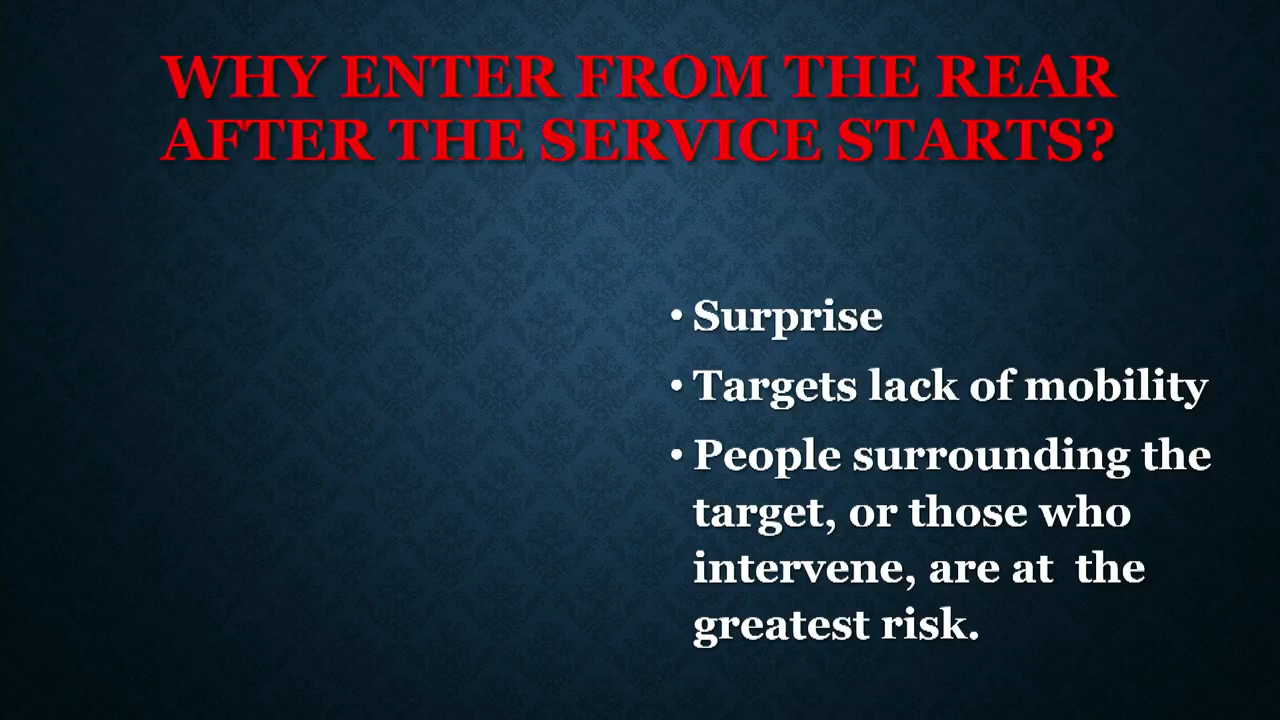 WHY ENTER FROM THE REAR
AFTER THE SERVICE STARTS?
• Surprise
• Targets lack of mobility
• People surrounding the
target, or those who
intervene, are at the
greatest risk.